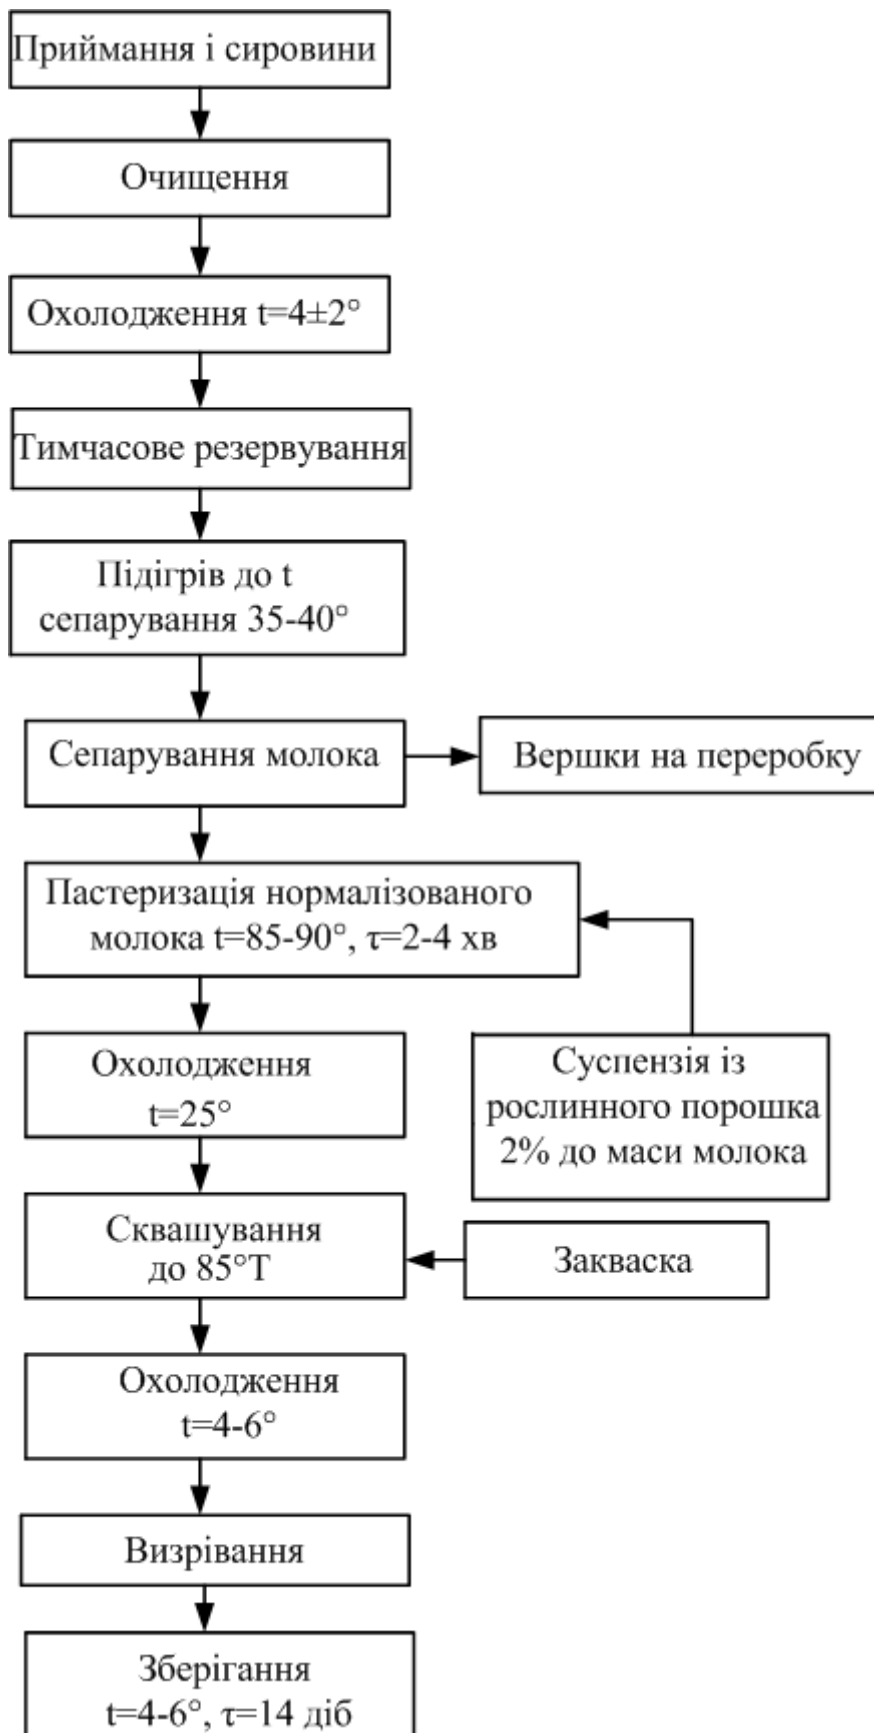 Приймання і сировини
Очищення
Охолодження t=4±2°
Тимчасове резервування
Підігрів до t
сепарування 35-40°
Сепарування молока
Вершки на переробку
Пастеризація нормалізованого
молока t=85-90°, τ=2-4 хв
Суспензія із
рослинного порошка
2% до маси молока
Охолодження
t=25°
Сквашування
до 85°Т
Закваска
Охолодження
t=4-6°
Визрівання
Зберігання
t=4-6°, τ=14 діб